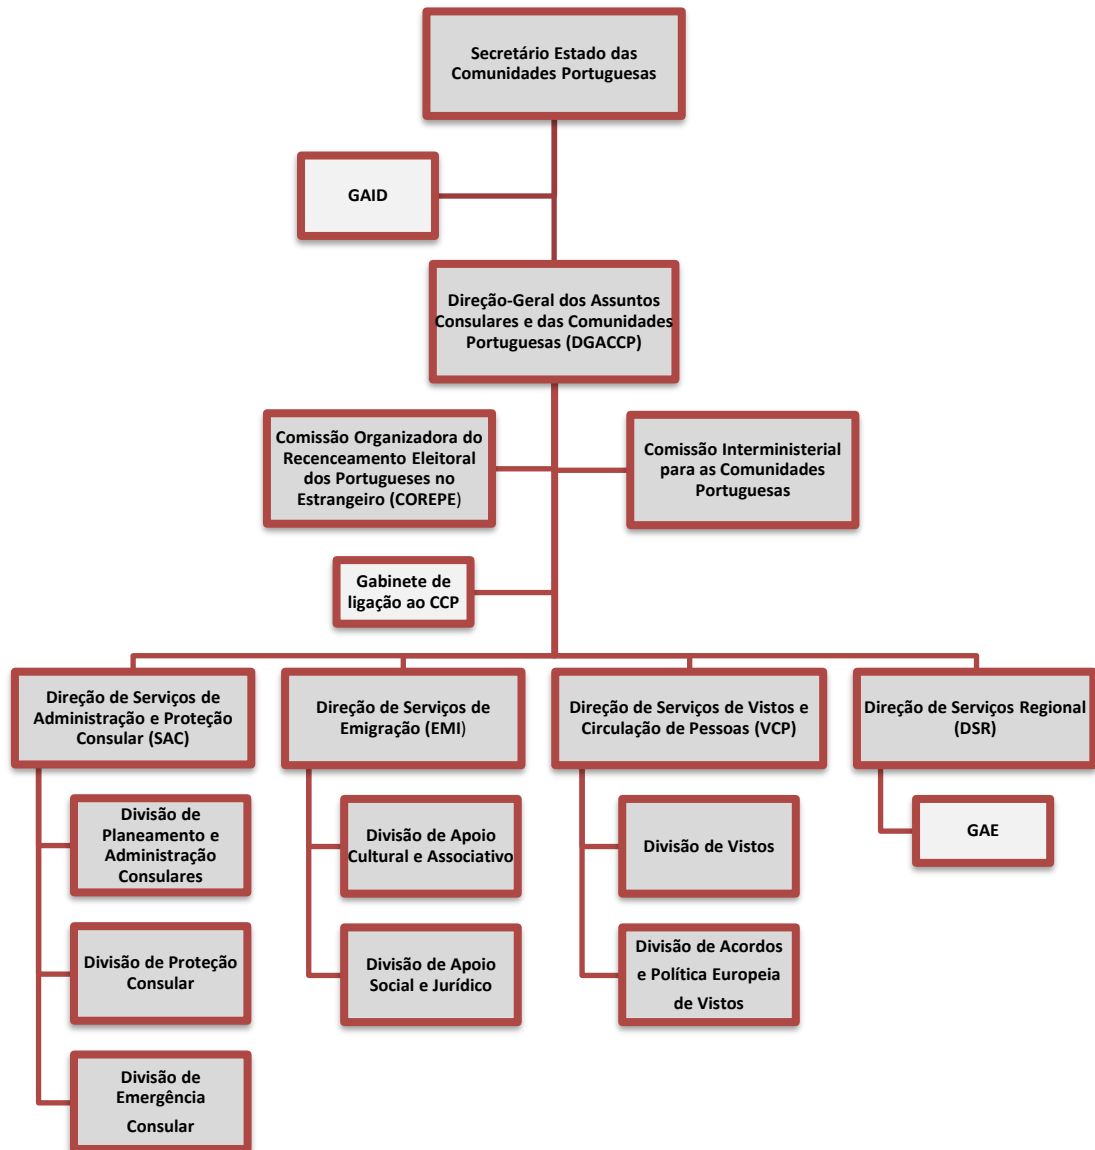 Secretário Estado das
Comunidades Portuguesas
GAID
Direção-Geral dos Assuntos
Consulares e das Comunidades
Portuguesas (DGACCP)
Comissão Organizadora do
Recenceamento Eleitoral
dos Portugueses no
Estrangeiro (COREPE)
Comissão Interministerial
para as Comunidades
Portuguesas
Gabinete de
ligação ao CCP
Direção de Serviços de
Administração e Proteção
Consular (SAC)
Direção de Serviços de
Emigração (EMI)
Direção de Serviços de Vistos e
Circulação de Pessoas (VCP)
Direção de Serviços Regional
(DSR)
Divisão de
Planeamento e
Administração
Consulares
Divisão de Apoio
Cultural e Associativo
Divisão de Vistos
GAE
Divisão de Proteção
Consular
Divisão de Apoio
Social e Jurídico
Divisão de Acordos
e Política Europeia
de Vistos
Divisão de
Emergência
Consular